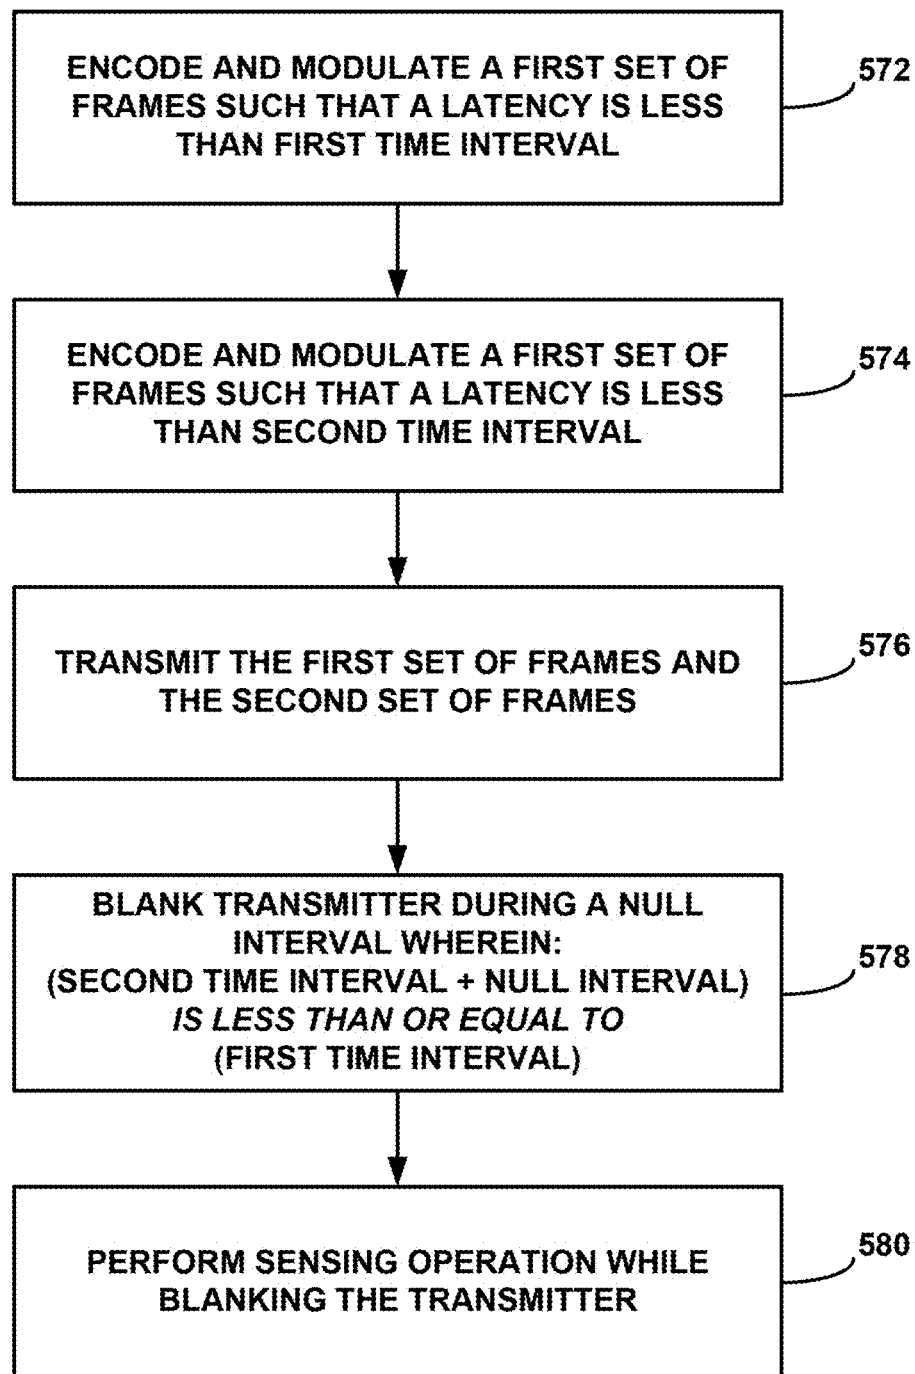 ENCODE AND MODULATE A FIRST SET OF
FRAMES SUCH THAT A LATENCY IS LESS
THAN FIRST TIME INTERVAL
572
ENCODE AND MODULATE A FIRST SET OF
FRAMES SUCH THAT A LATENCY IS LESS
THAN SECOND TIME INTERVAL
574
TRANSMIT THE FIRST SET OF FRAMES AND
THE SECOND SET OF FRAMES
576
BLANK TRANSMITTER DURING A NULL
INTERVAL WHEREIN:
(SECOND TIME INTERVAL + NULL INTERVAL)
IS LESS THAN OR EQUAL TO
(FIRST TIME INTERVAL)
578
PERFORM SENSING OPERATION WHILE
BLANKING THE TRANSMITTER
580